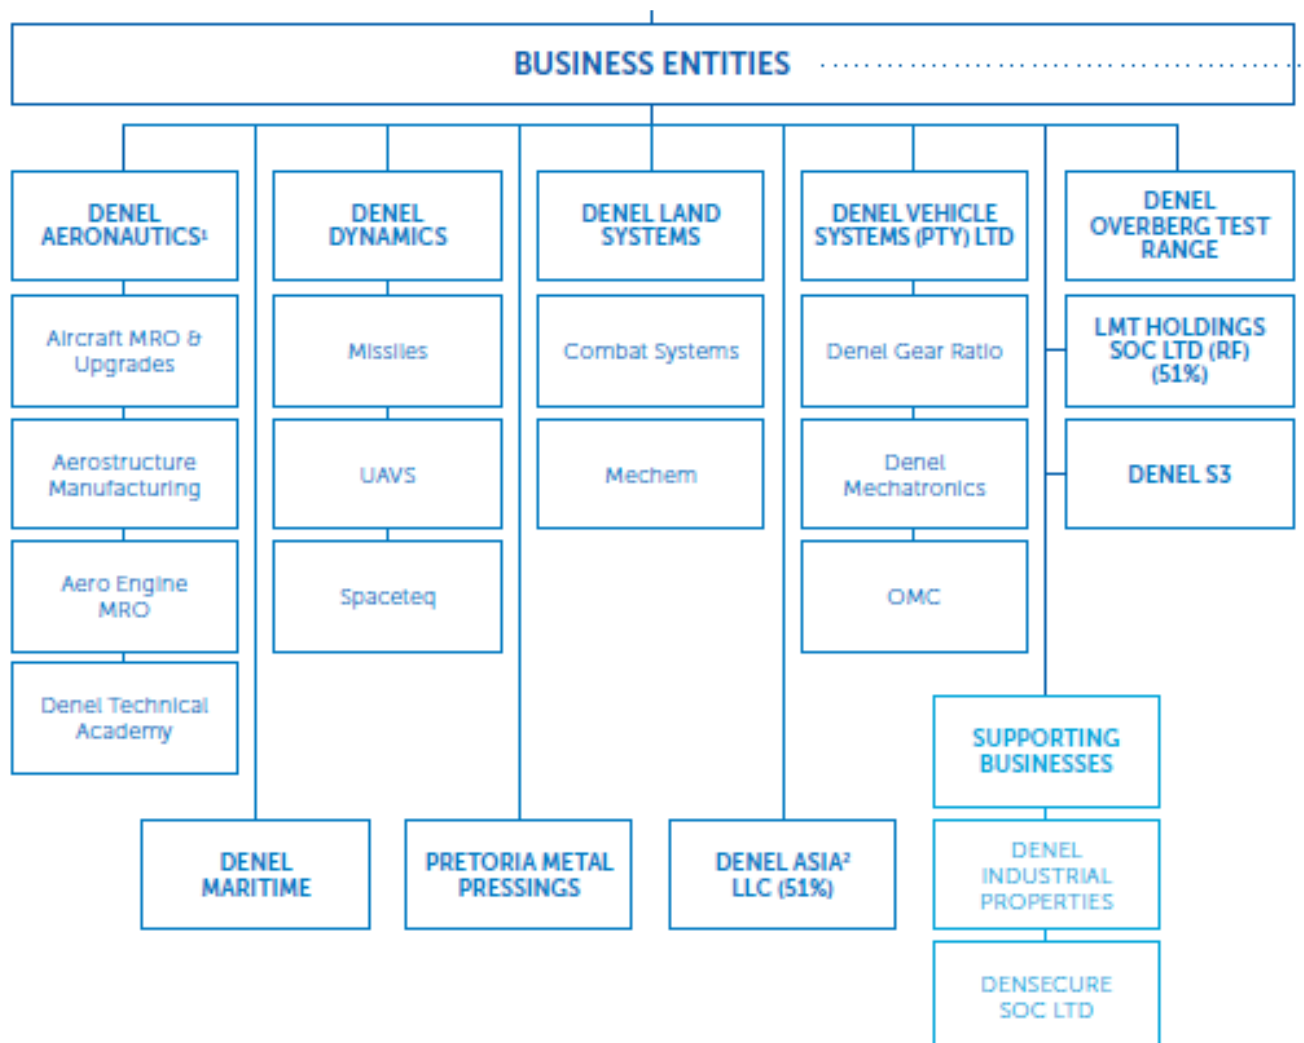 BUSINESS ENTITIES
DENEL
AERONAUTICS¹
DENEL
DYNAMICS
DENEL LAND
SYSTEMS
DENEL VEHICLE
SYSTEMS (PTY) LTD
DENEL
OVERBERG TEST
RANGE
Aircraft MRO &
Upgrades
Missiles
Combat Systems
Denel Gear Ratio
LMT HOLDINGS
SOC LTD (RF)
(51%)
Aerostructure
Manufacturing
UAVS
Mechem
Denel
Mechatronics
DENEL S3
Aero Engine
MRO
Spaceteq
OMC
Denel Technical
Academy
SUPPORTING
BUSINESSES
DENEL
MARITIME
PRETORIA METAL
PRESSINGS
DENEL ASIA²
LLC (51%)
DENEL
INDUSTRIAL
PROPERTIES
DENSECURE
SOC LTD